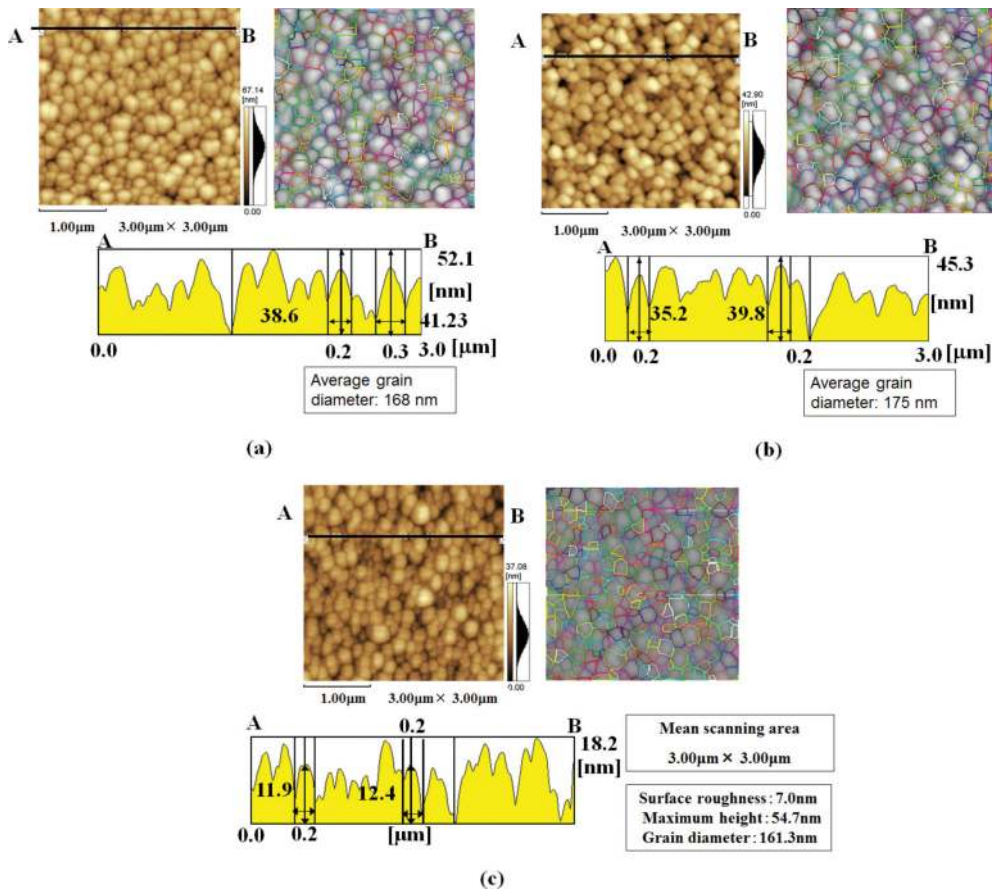 A
B
67.14
[nm]
0.00
1.00μm
3.00μm × 3.00μm
A
B
52.1
[nm]
38.6
41.23
0.0
0.2
0.3
3.0 [μm]
Average grain
diameter: 168 nm
(a)
A
B
42.90
[nm]
0.00
1.00μm
3.00μm × 3.00μm
A
B
45.3
[nm]
35.2
39.8
0.0
0.2
0.2
3.0 [μm]
Average grain
diameter: 175 nm
(b)
A
B
37.08
[nm]
0.00
1.00μm
3.00μm × 3.00μm
A
0.2
B
18.2
[nm]
11.9
12.4
0.0
0.2
[μm]
Mean scanning area
3.00μm × 3.00μm
Surface roughness : 7.0nm
Maximum height : 54.7nm
Grain diameter : 161.3nm
(c)